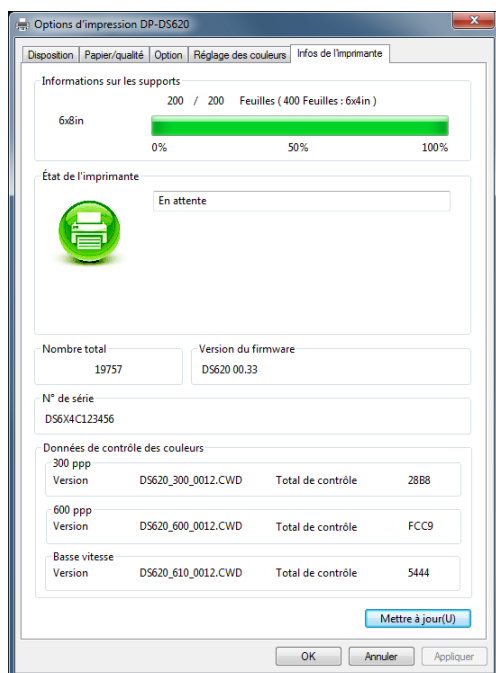 Options d'impression DP-DS620
Disposition Papier/qualité Option Réglage des couleurs Infos de l'Imprimante
Informations sur les supports
200 / 200 Feuilles ( 400 Feuilles : 6x4in )
6x8in
0% 50% 100%
État de l'imprimante
En attente
Nombre total Version du firmware
19757 DS620 00.33
N° de série
DS6X4C123456
Données de contrôle des couleurs
300 ppp
Version DS620_300_0012.CWD Total de contrôle 28B8
600 ppp
Version DS620_600_0012.CWD Total de contrôle FCC9
Basse vitesse
Version DS620_610_0012.CWD Total de contrôle 5444
Mettre à jour(U)
OK Annuler Appliquer